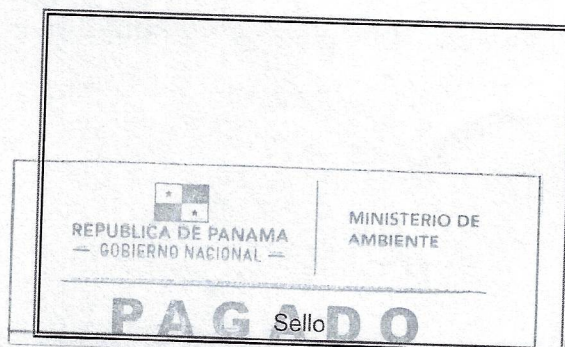 REPUBLICA DE PANAMA
— GOBIERNO NACIONAL —
MINISTERIO DE
AMBIENTE
PAGADO
Sello